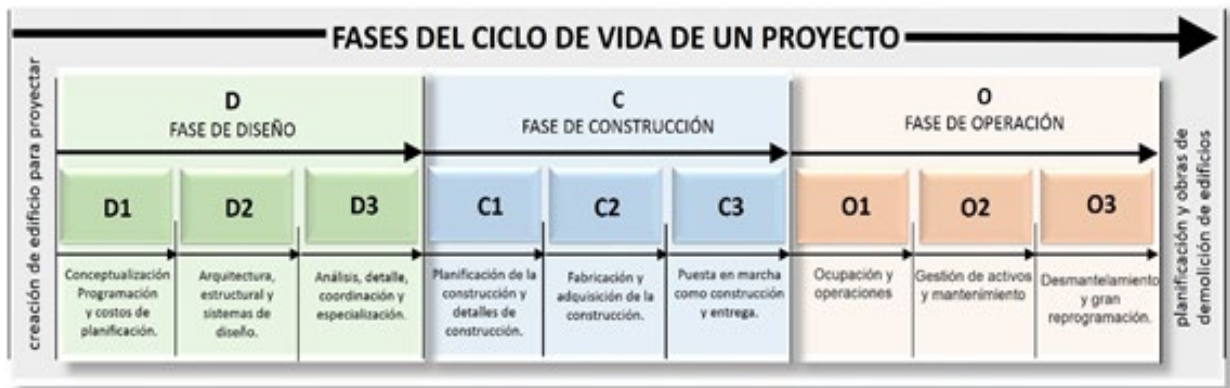 FASES DEL CICLO DE VIDA DE UN PROYECTO
creación de edificio para proyectar
D
FASE DE DISEÑO
C
FASE DE CONSTRUCCIÓN
O
FASE DE OPERACIÓN
D1
D2
D3
C1
C2
C3
O1
O2
O3
Conceptualización
Programación
y costos de
planificación.
Arquitectura,
estructural y
sistemas de
diseño.
Análisis, detalle,
coordinación y
especialización.
Planificación de la
construcción y
detalles de
construcción.
Fabricación y
adquisición de la
construcción.
Puesta en marcha
como construcción
y entrega.
Ocupación y
operaciones
Gestión de activos
y mantenimiento
Desmantelamiento
y gran
reprogramación.
planificación y obras de
demolición de edificios